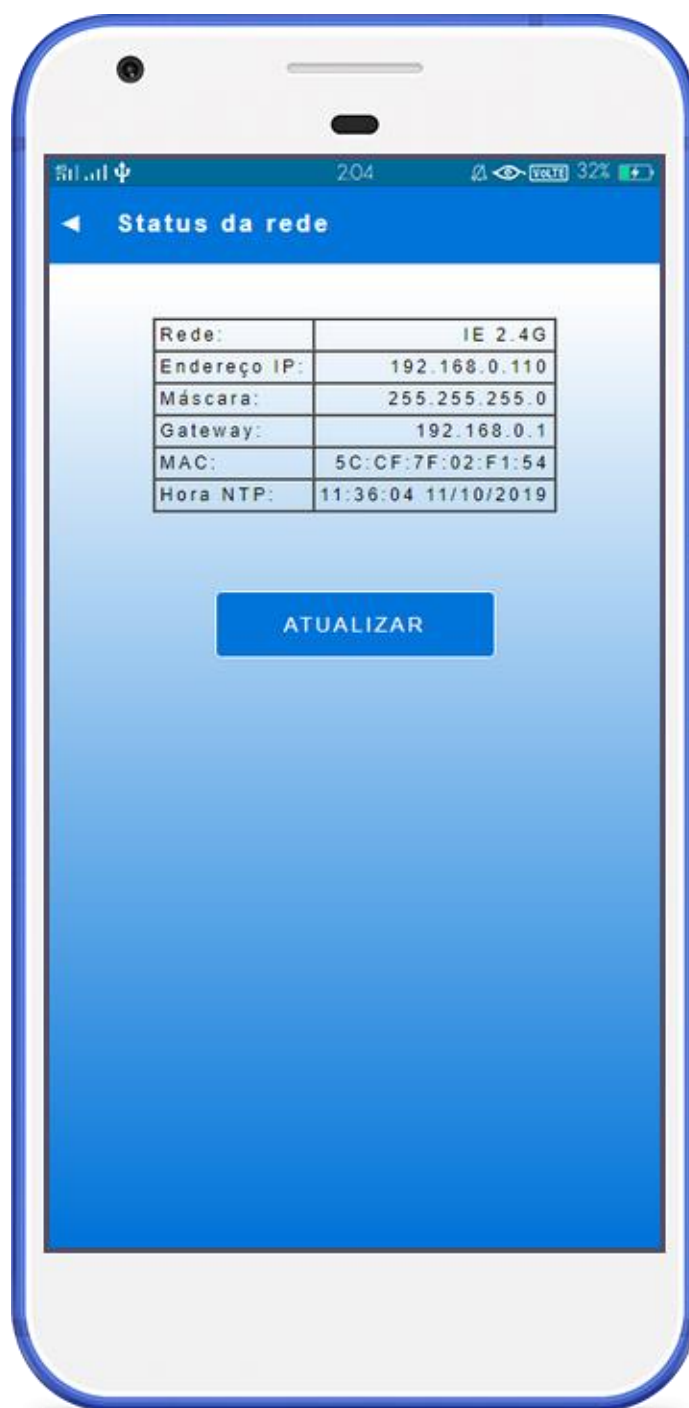 2:04 VOLTE 32%
Status da rede
Rede: IE 2.4G
Endereço IP: 192.168.0.110
Máscara: 255.255.255.0
Gateway: 192.168.0.1
MAC: 5C:CF:7F:02:F1:54
Hora NTP: 11:36:04 11/10/2019
ATUALIZAR